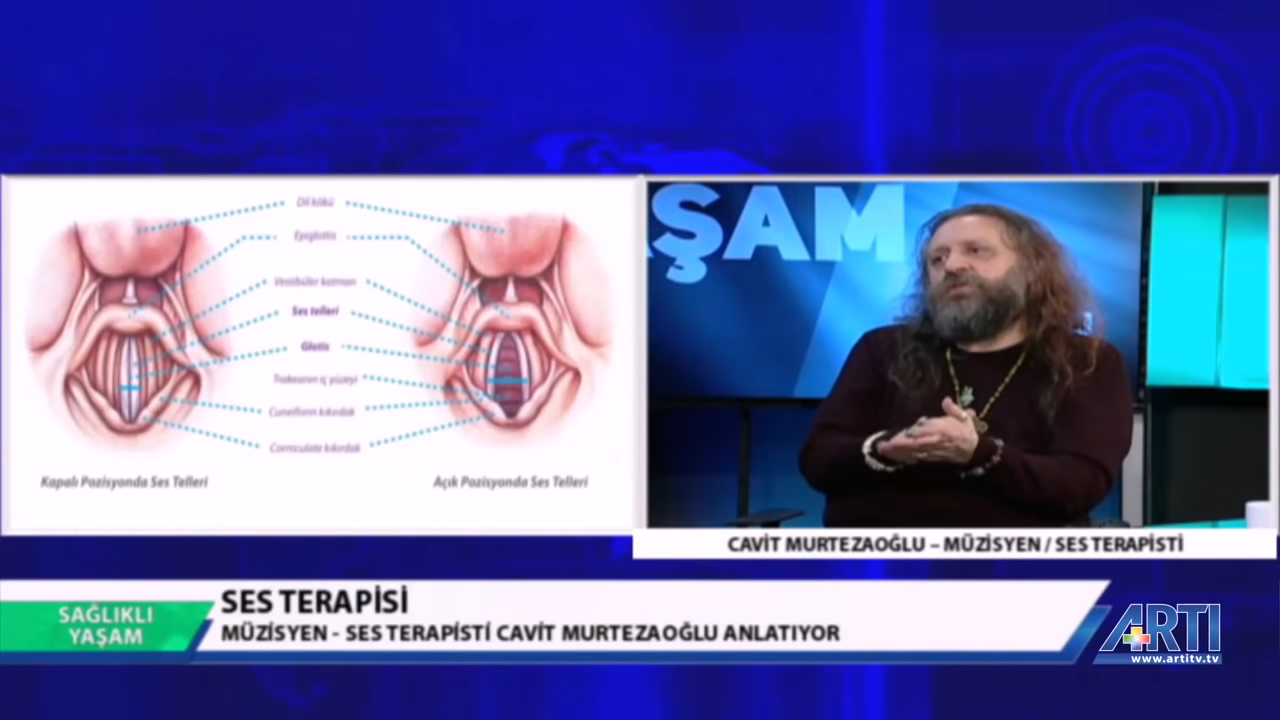 Dil kökü
Epiglottis
Vestibüler katman
Ses telleri
Glotis
Trakeanın iç yüzeyi
Cuneiform kıkırdak
Corniculate kıkırdak
Kapalı Pozisyonda Ses Telleri
Açık Pozisyonda Ses Telleri
AŞAM
CAVİT MURTEZAOĞLU – MÜZİSYEN / SES TERAPİSTİ
SAĞLIKLI
YAŞAM
SES TERAPİSİ
MÜZİSYEN - SES TERAPİSTİ CAVİT MURTEZAOĞLU ANLATIYOR
ARTI
www.artitv.tv